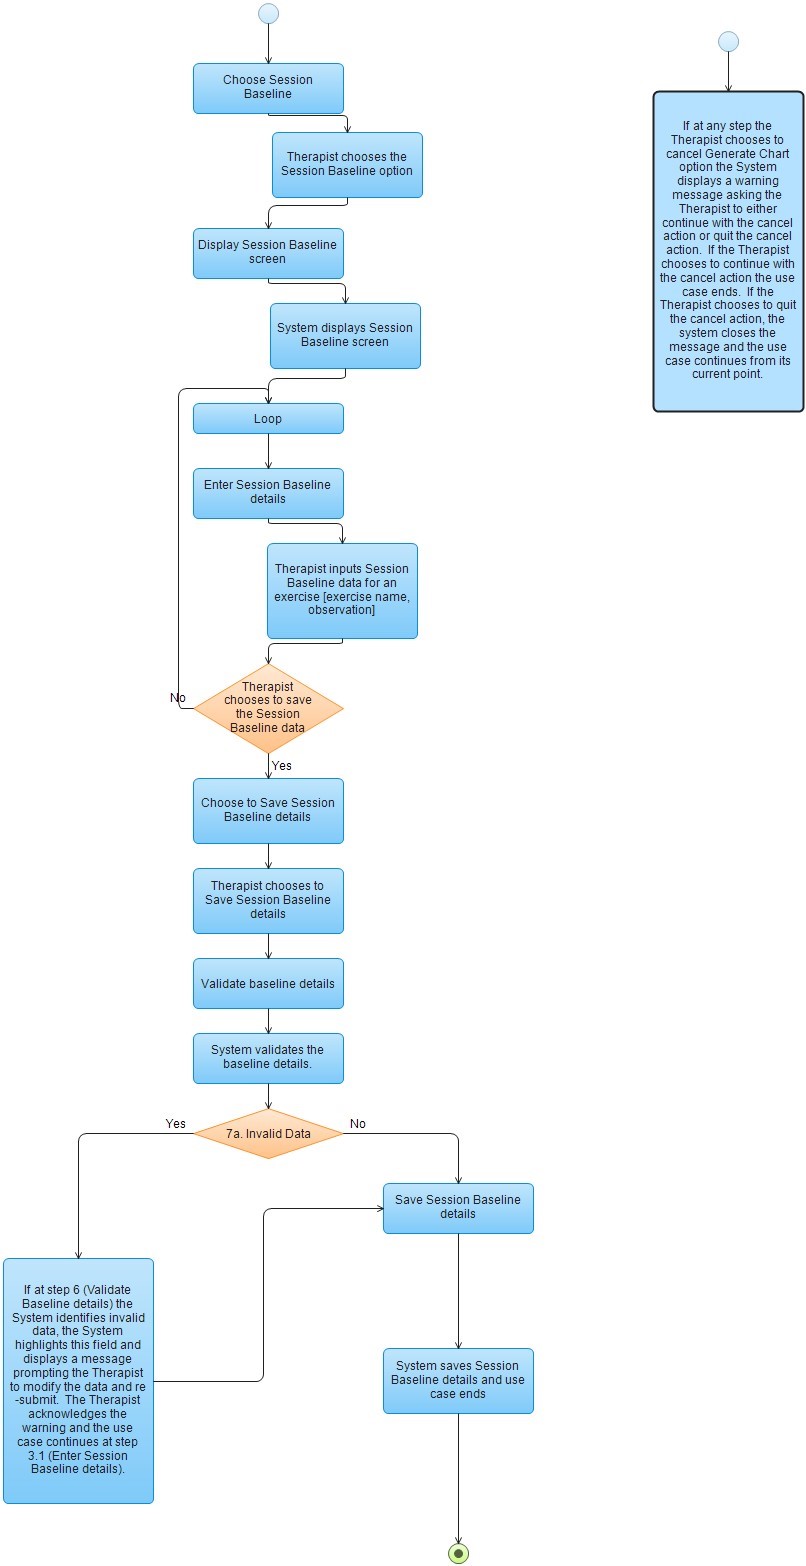 Choose Session
Baseline
Therapist chooses the
Session Baseline option
Display Session Baseline
screen
System displays Session
Baseline screen
Loop
Enter Session Baseline
details
Therapist inputs Session
Baseline data for an
exercise [exercise name,
observation]
No
Therapist
chooses to save
the Session
Baseline data
Yes
Choose to Save Session
Baseline details
Therapist chooses to
Save Session Baseline
details
Validate baseline details
System validates the
baseline details.
Yes
7a. Invalid Data
No
Save Session Baseline
details
If at step 6 (Validate
Baseline details) the
System identifies invalid
data, the System
highlights this field and
displays a message
prompting the Therapist
to modify the data and re
-submit.  The Therapist
acknowledges the
warning and the use
case continues at step
3.1 (Enter Session
Baseline details).
System saves Session
Baseline details and use
case ends
If at any step the
Therapist chooses to
cancel Generate Chart
option the System
displays a warning
message asking the
Therapist to either
continue with the cancel
action or quit the cancel
action.  If the Therapist
chooses to continue with
the cancel action the use
case ends.  If the
Therapist chooses to quit
the cancel action, the
system closes the
message and the use
case continues from its
current point.